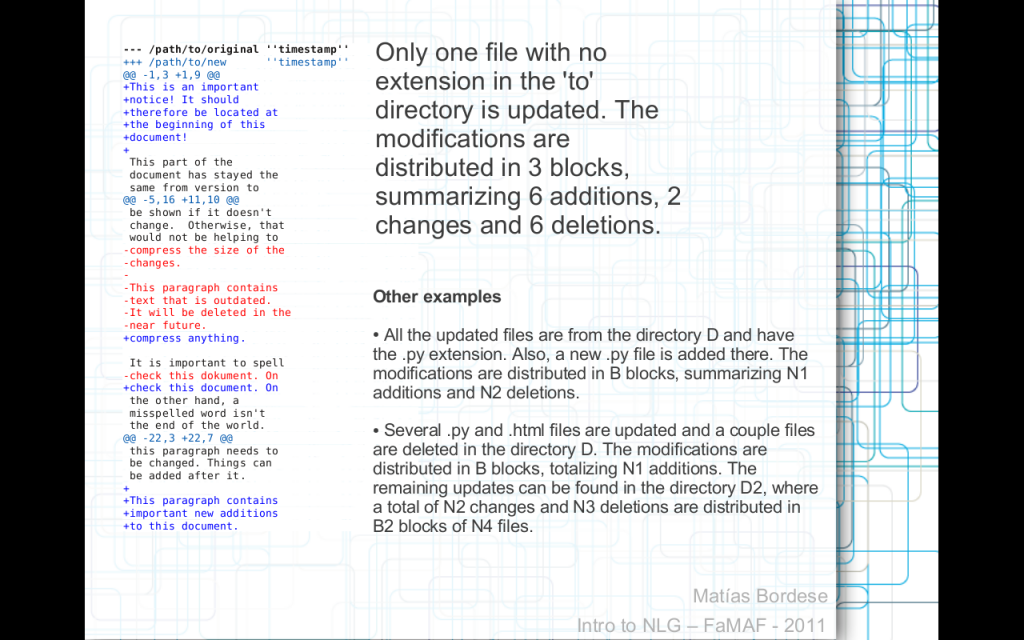 --- /path/to/original ''timestamp''
+++ /path/to/new ''timestamp''
@@ -1,3 +1,9 @@
+This is an important
+notice! It should
+therefore be located at
+the beginning of this
+document!
+
This part of the
document has stayed the
same from version to
@@ -5,16 +11,10 @@
be shown if it doesn't
change. Otherwise, that
would not be helping to
-compress the size of the
-changes.
-
-This paragraph contains
-text that is outdated.
-It will be deleted in the
-near future.
+compress anything.
It is important to spell
-check this dokument. On
+check this document. On
the other hand, a
misspelled word isn't
the end of the world.
@@ -22,3 +22,7 @@
this paragraph needs to
be changed. Things can
be added after it.
+
+This paragraph contains
+important new additions
+to this document.
Only one file with no
extension in the 'to'
directory is updated. The
modifications are
distributed in 3 blocks,
summarizing 6 additions, 2
changes and 6 deletions.
Other examples
• All the updated files are from the directory D and have
the .py extension. Also, a new .py file is added there. The
modifications are distributed in B blocks, summarizing N1
additions and N2 deletions.
• Several .py and .html files are updated and a couple files
are deleted in the directory D. The modifications are
distributed in B blocks, totalizing N1 additions. The
remaining updates can be found in the directory D2, where
a total of N2 changes and N3 deletions are distributed in
B2 blocks of N4 files.
Matías Bordese
Intro to NLG – FaMAF - 2011